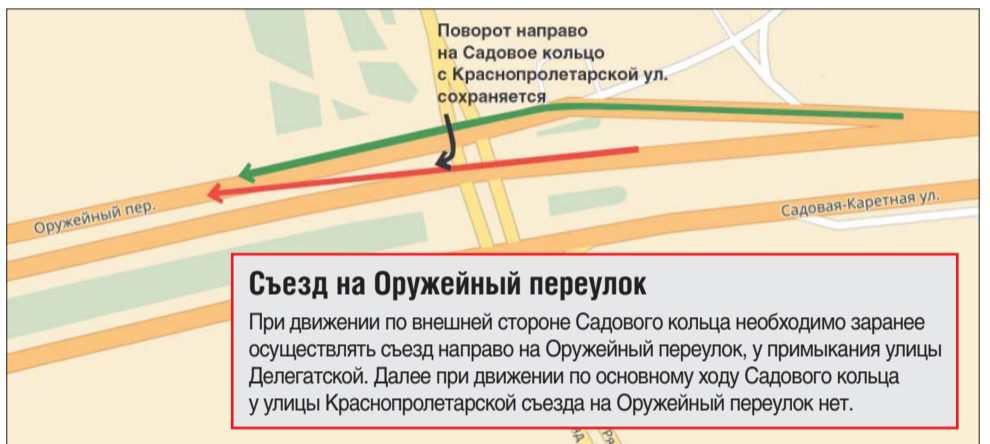 Поворот направо
на Садовое кольцо
с Краснопролетарской ул.
сохраняется
Оружейный пер.
Садовая-Каретная ул.
Съезд на Оружейный переулок
При движении по внешней стороне Садового кольца необходимо заранее
осуществлять съезд направо на Оружейный переулок, у примыкания улицы
Делегатской. Далее при движении по основному ходу Садового кольца
у улицы Краснопролетарской съезда на Оружейный переулок нет.